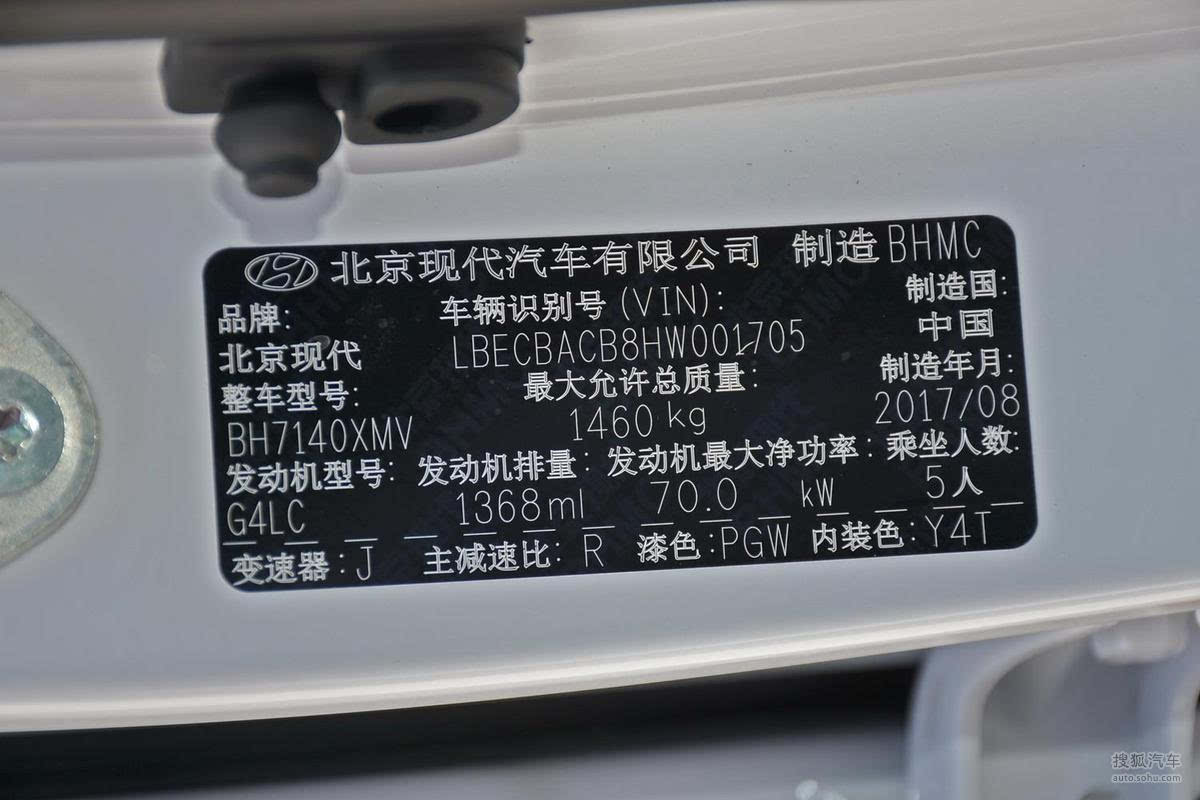 北京现代汽车有限公司 制造 BHMC
品牌: 车辆识别号(VIN): 制造国:
北京现代 LBECBACB8HW001705 中国
整车型号: 最大允许总质量: 制造年月:
BH7140XMV 1460 kg 2017/08
发动机型号: 发动机排量: 发动机最大净功率: 乘坐人数:
G4LC 1368ml 70.0 kW 5人
变速器:J 主减速比: R 漆色:PGW 内装色:Y4T
搜狐汽车
auto.sohu.com